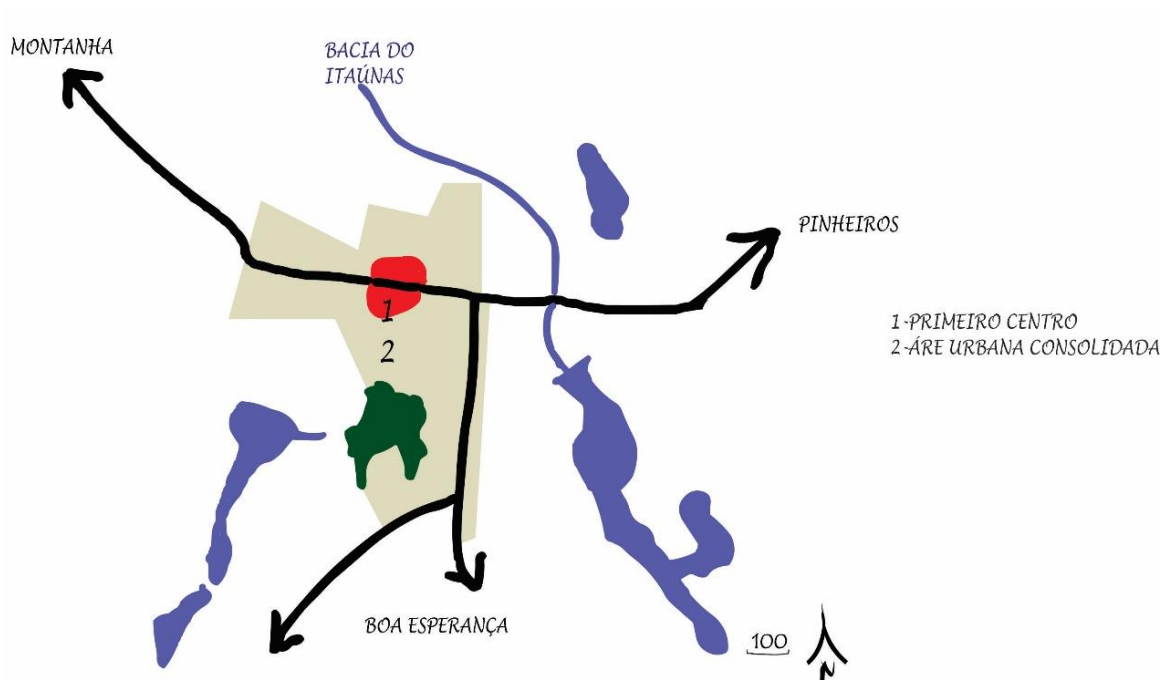 MONTANHA
BACIA DO
ITAÚNAS
PINHEIROS
1-PRIMEIRO CENTRO
2-ÁRE URBANA CONSOLIDADA
1
2
BOA ESPERANÇA
100
N